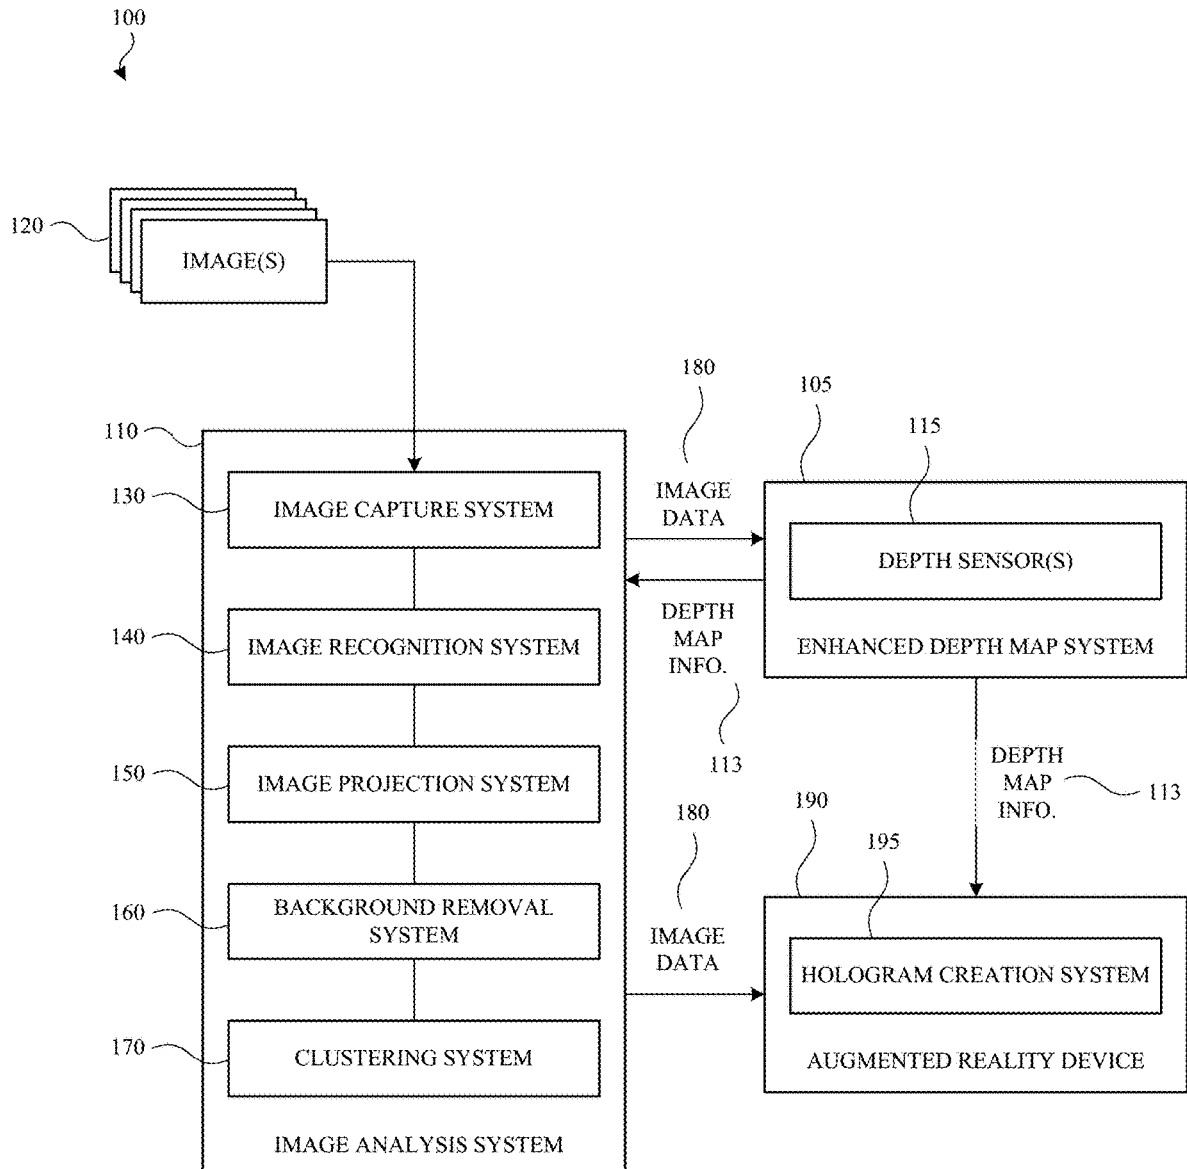 100
120
IMAGE(S)
110
130
IMAGE CAPTURE SYSTEM
140
IMAGE RECOGNITION SYSTEM
150
IMAGE PROJECTION SYSTEM
160
BACKGROUND REMOVAL
SYSTEM
170
CLUSTERING SYSTEM
IMAGE ANALYSIS SYSTEM
180
IMAGE
DATA
DEPTH
MAP
INFO.
113
105
115
DEPTH SENSOR(S)
ENHANCED DEPTH MAP SYSTEM
DEPTH
MAP
INFO.
113
180
IMAGE
DATA
190
195
HOLOGRAM CREATION SYSTEM
AUGMENTED REALITY DEVICE